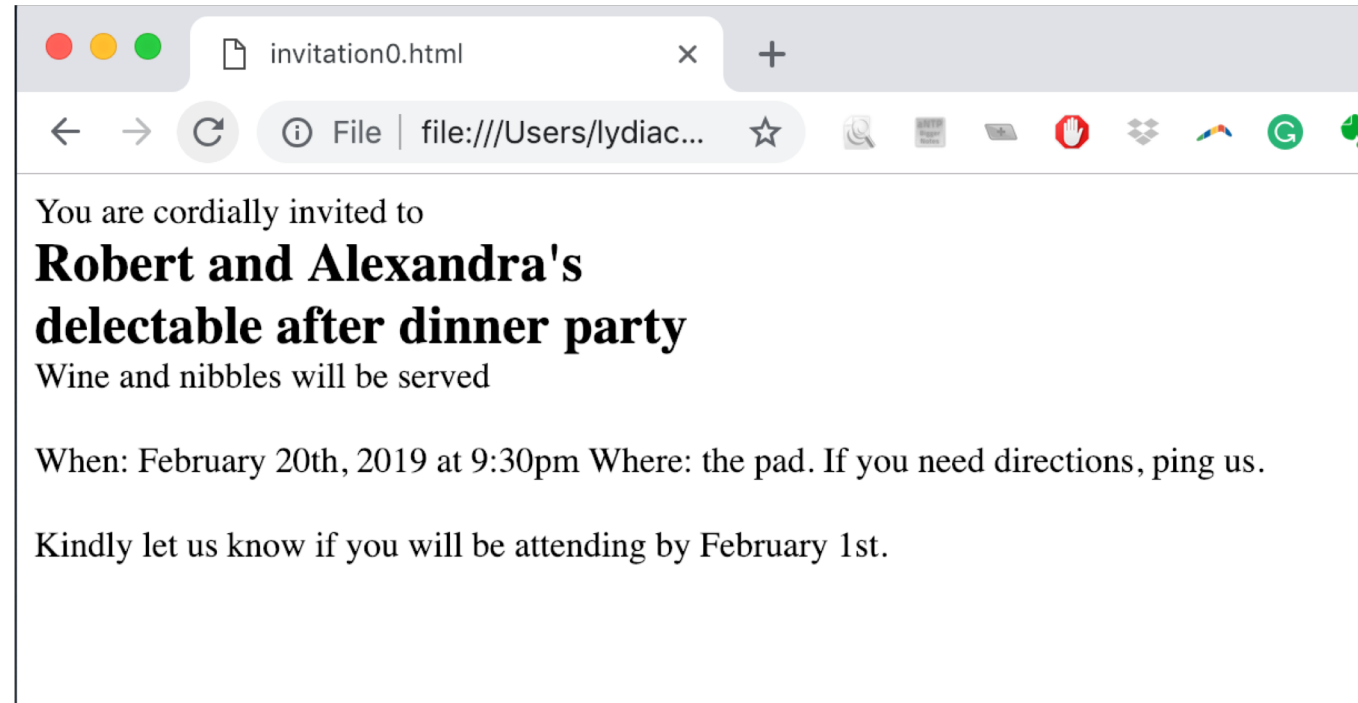 invitation0.html
File | file:///Users/lydiac...
You are cordially invited to
Robert and Alexandra's
delectable after dinner party
Wine and nibbles will be served
When: February 20th, 2019 at 9:30pm Where: the pad. If you need directions, ping us.
Kindly let us know if you will be attending by February 1st.